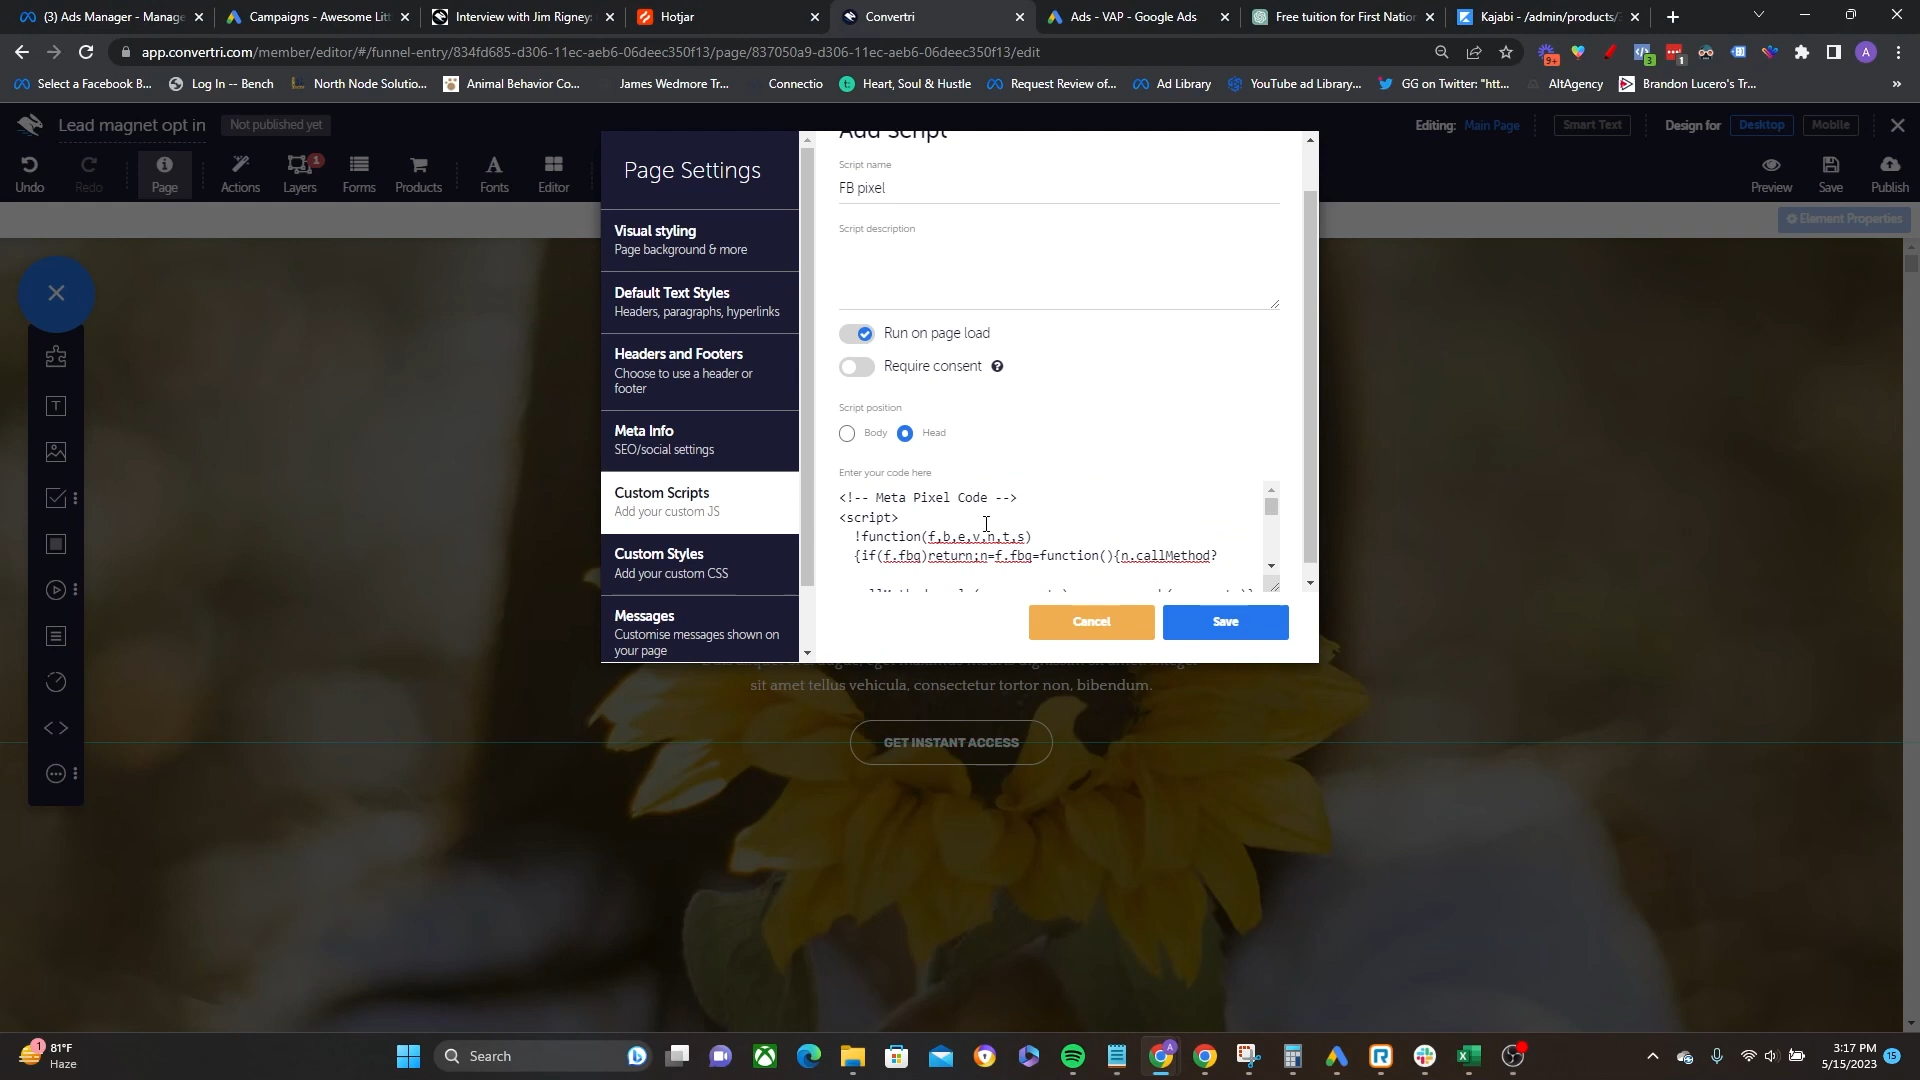 (3) Ads Manager - Manage
Campaigns - Awesome Litt
Interview with Jim Rigney:
Hotjar
Convertri
Ads - VAP - Google Ads
Free tuition for First Nation
Kajabi - /admin/products/
app.convertri.com/member/editor/#/funnel-entry/834fd685-d306-11ec-aeb6-06deec350f13/page/837050a9-d306-11ec-aeb6-06deec350f13/edit
9+
3
1
A
Select a Facebook B...
Log In -- Bench
North Node Solutio...
Animal Behavior Co...
James Wedmore Tr...
Connectio
Heart, Soul & Hustle
Request Review of...
Ad Library
YouTube ad Library...
GG on Twitter: "htt...
AltAgency
Brandon Lucero's Tr...
»
Lead magnet opt in
Not published yet
Editing: Main Page
Smart Text
Design for
Desktop
Mobile
Undo
Redo
Page
Actions
1
Layers
Forms
Products
Fonts
Editor
Preview
Save
Publish
Element Properties
Page Settings
Visual styling
Page background & more
Default Text Styles
Headers, paragraphs, hyperlinks
Headers and Footers
Choose to use a header or
footer
Meta Info
SEO/social settings
Custom Scripts
Add your custom JS
Custom Styles
Add your custom CSS
Messages
Customise messages shown on
your page
Add Script
Script name
FB pixel
Script description
Run on page load
Require consent
Script position
Body
Head
Enter your code here
<!-- Meta Pixel Code -->
<script>
!function(f,b,e,v,n,t,s)
{if(f.fbq)return;n=f.fbq=function(){n.callMethod?
Cancel
Save
sit amet tellus vehicula, consectetur tortor non, bibendum.
GET INSTANT ACCESS
1
81°F
Haze
Search
A
3:17 PM
5/15/2023
15